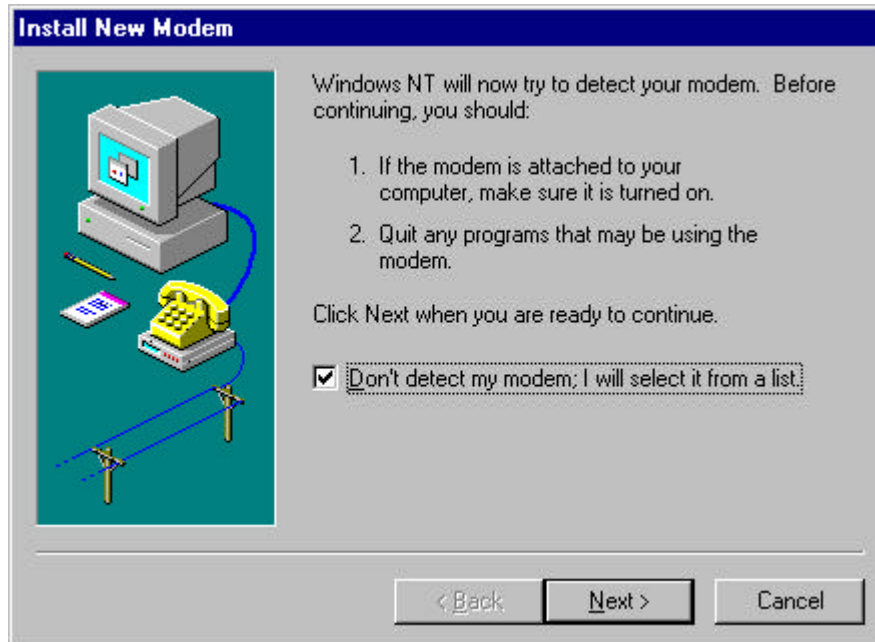 Install New Modem
Windows NT will now try to detect your modem.  Before
continuing, you should:
1. If the modem is attached to your
computer, make sure it is turned on.
2. Quit any programs that may be using the
modem.
Click Next when you are ready to continue.
Don't detect my modem; I will select it from a list.
< Back
Next >
Cancel